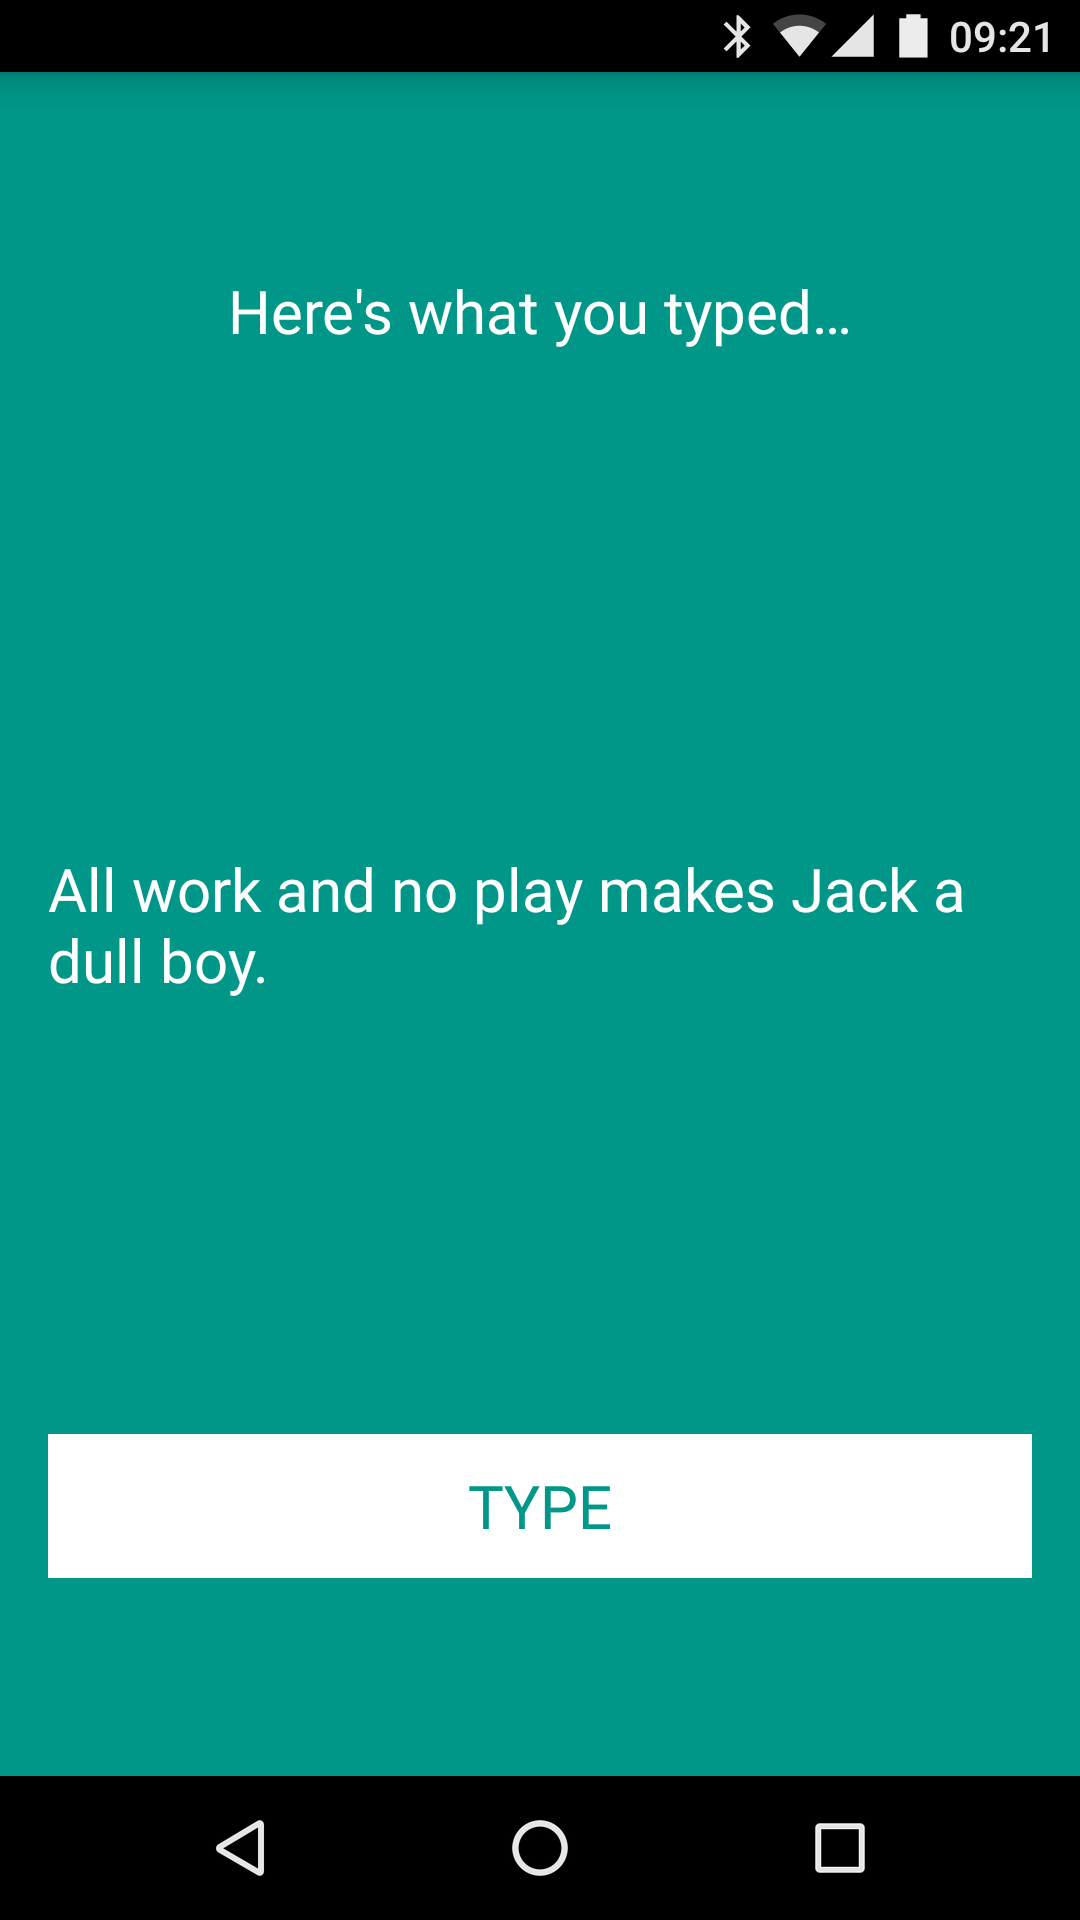 09:21
Here's what you typed…
All work and no play makes Jack a
dull boy.
TYPE